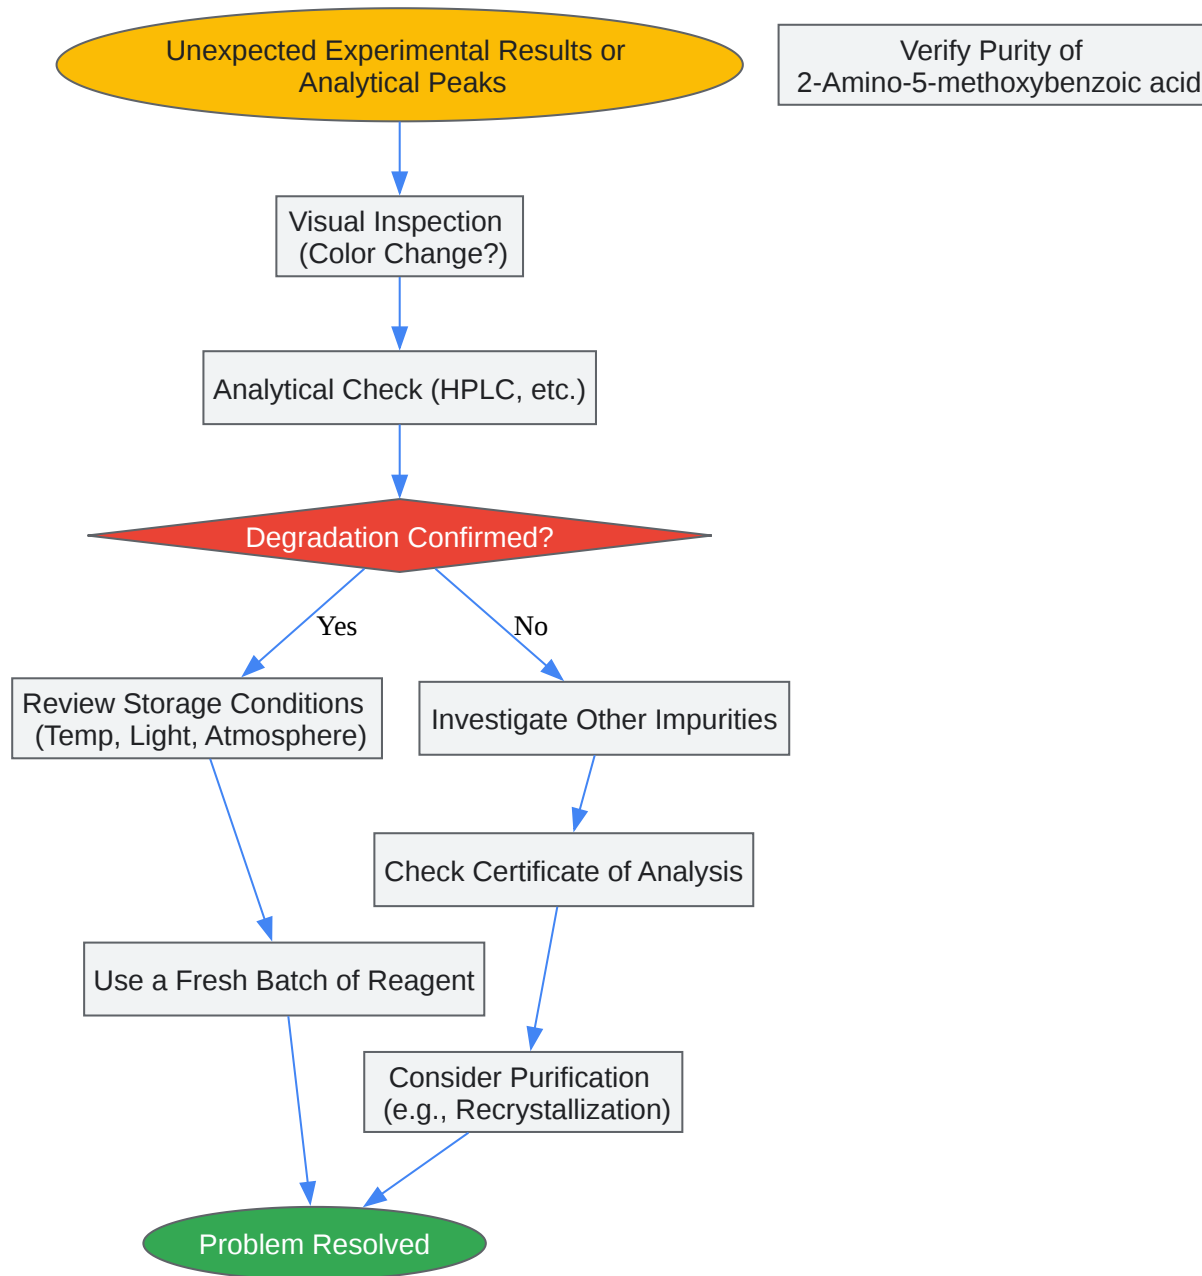 Unexpected Experimental Results or
Analytical Peaks
Verify Purity of
2-Amino-5-methoxybenzoic acid
Visual Inspection
(Color Change?)
Analytical Check (HPLC, etc.)
Degradation Confirmed?
Yes
No
Review Storage Conditions
(Temp, Light, Atmosphere)
Investigate Other Impurities
Check Certificate of Analysis
Use a Fresh Batch of Reagent
Consider Purification
(e.g., Recrystallization)
Problem Resolved